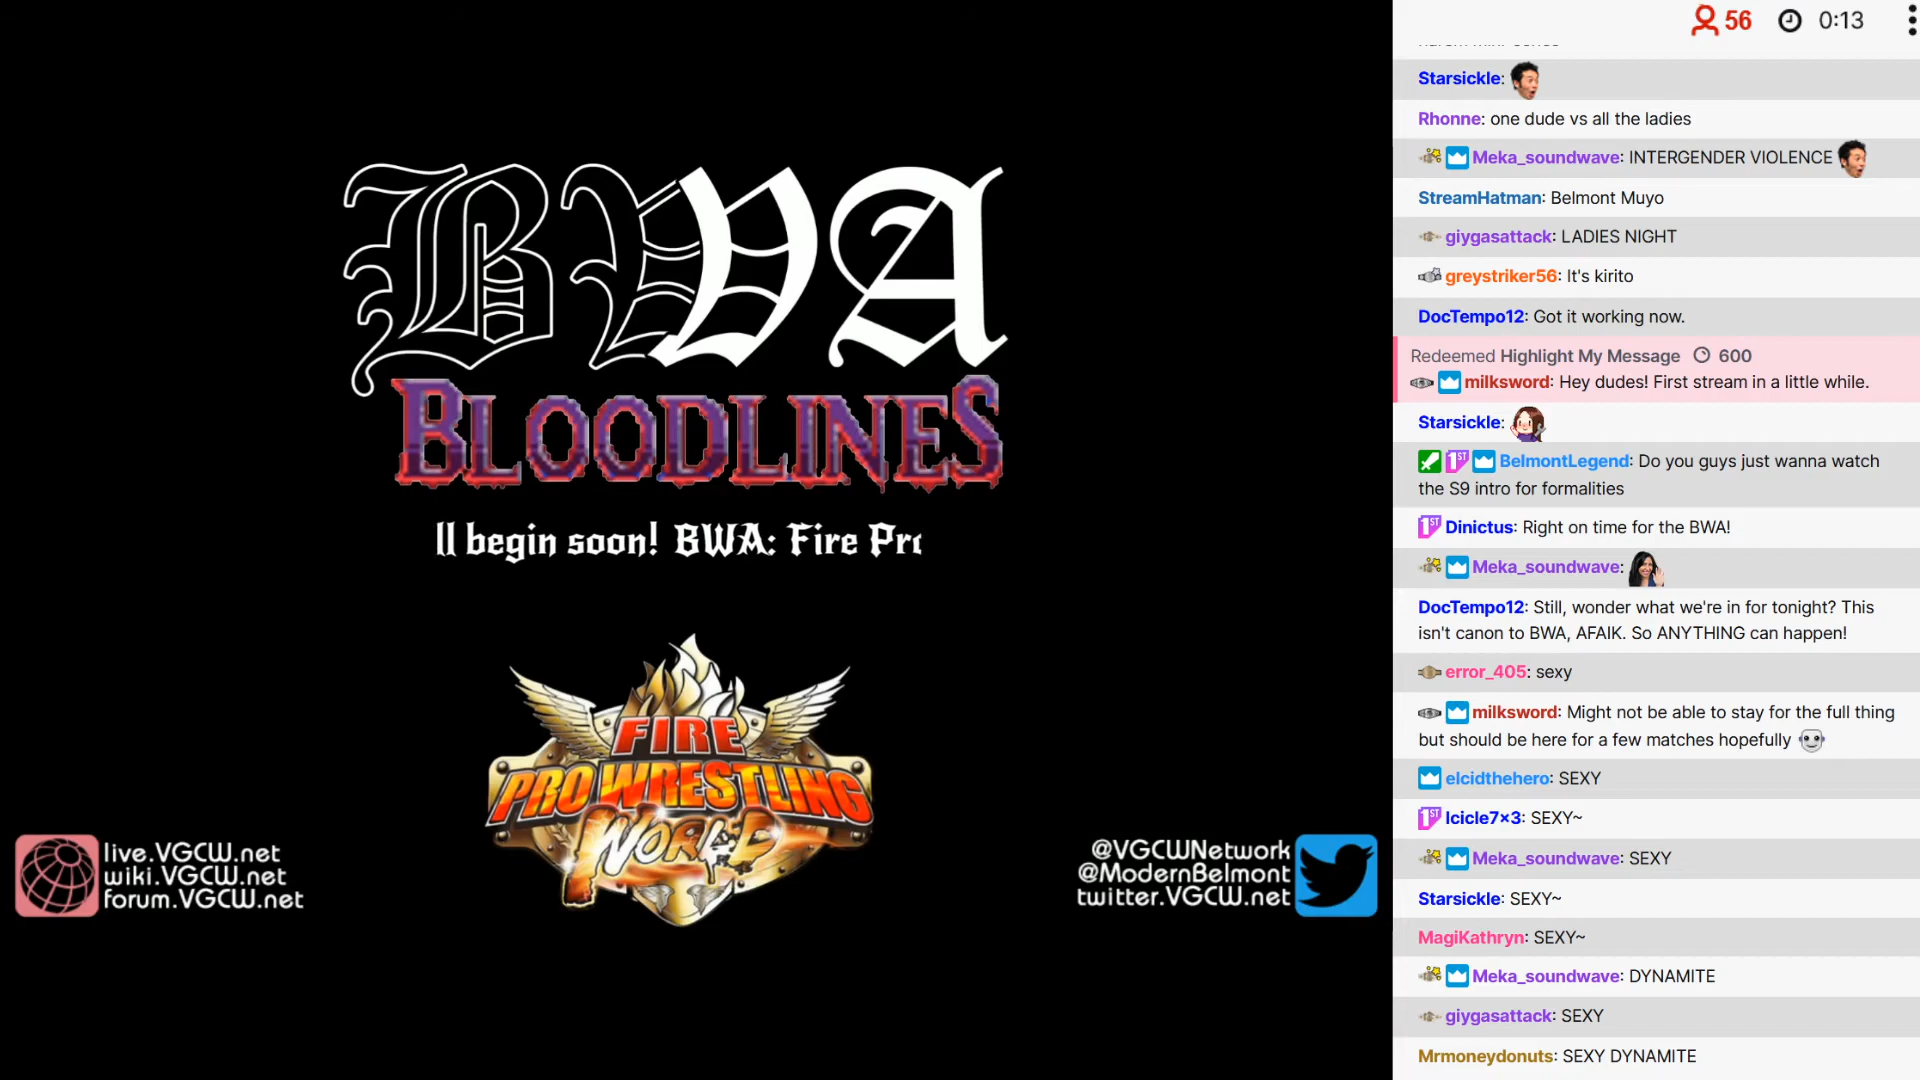 BWA
BLOODLINES
ll begin soon! BWA: Fire Pr
FIRE
PRO WRESTLING
WORLD
live.VGCW.net
wiki.VGCW.net
forum.VGCW.net
@VGCWNetwork
@ModernBelmont
twitter.VGCW.net
56 0:13
Starsickle:
Rhonne: one dude vs all the ladies
Meka_soundwave: INTERGENDER VIOLENCE
StreamHatman: Belmont Muyo
giygasattack: LADIES NIGHT
greystriker56: It's kirito
DocTempo12: Got it working now.
Redeemed Highlight My Message 600
milksword: Hey dudes! First stream in a little while.
Starsickle:
1ST BelmontLegend: Do you guys just wanna watch
the S9 intro for formalities
1ST Dinictus: Right on time for the BWA!
Meka_soundwave:
DocTempo12: Still, wonder what we're in for tonight? This
isn't canon to BWA, AFAIK. So ANYTHING can happen!
error_405: sexy
milksword: Might not be able to stay for the full thing
but should be here for a few matches hopefully
elcidthehero: SEXY
1ST Icicle7x3: SEXY~
Meka_soundwave: SEXY
Starsickle: SEXY~
MagiKathryn: SEXY~
Meka_soundwave: DYNAMITE
giygasattack: SEXY
Mrmoneydonuts: SEXY DYNAMITE